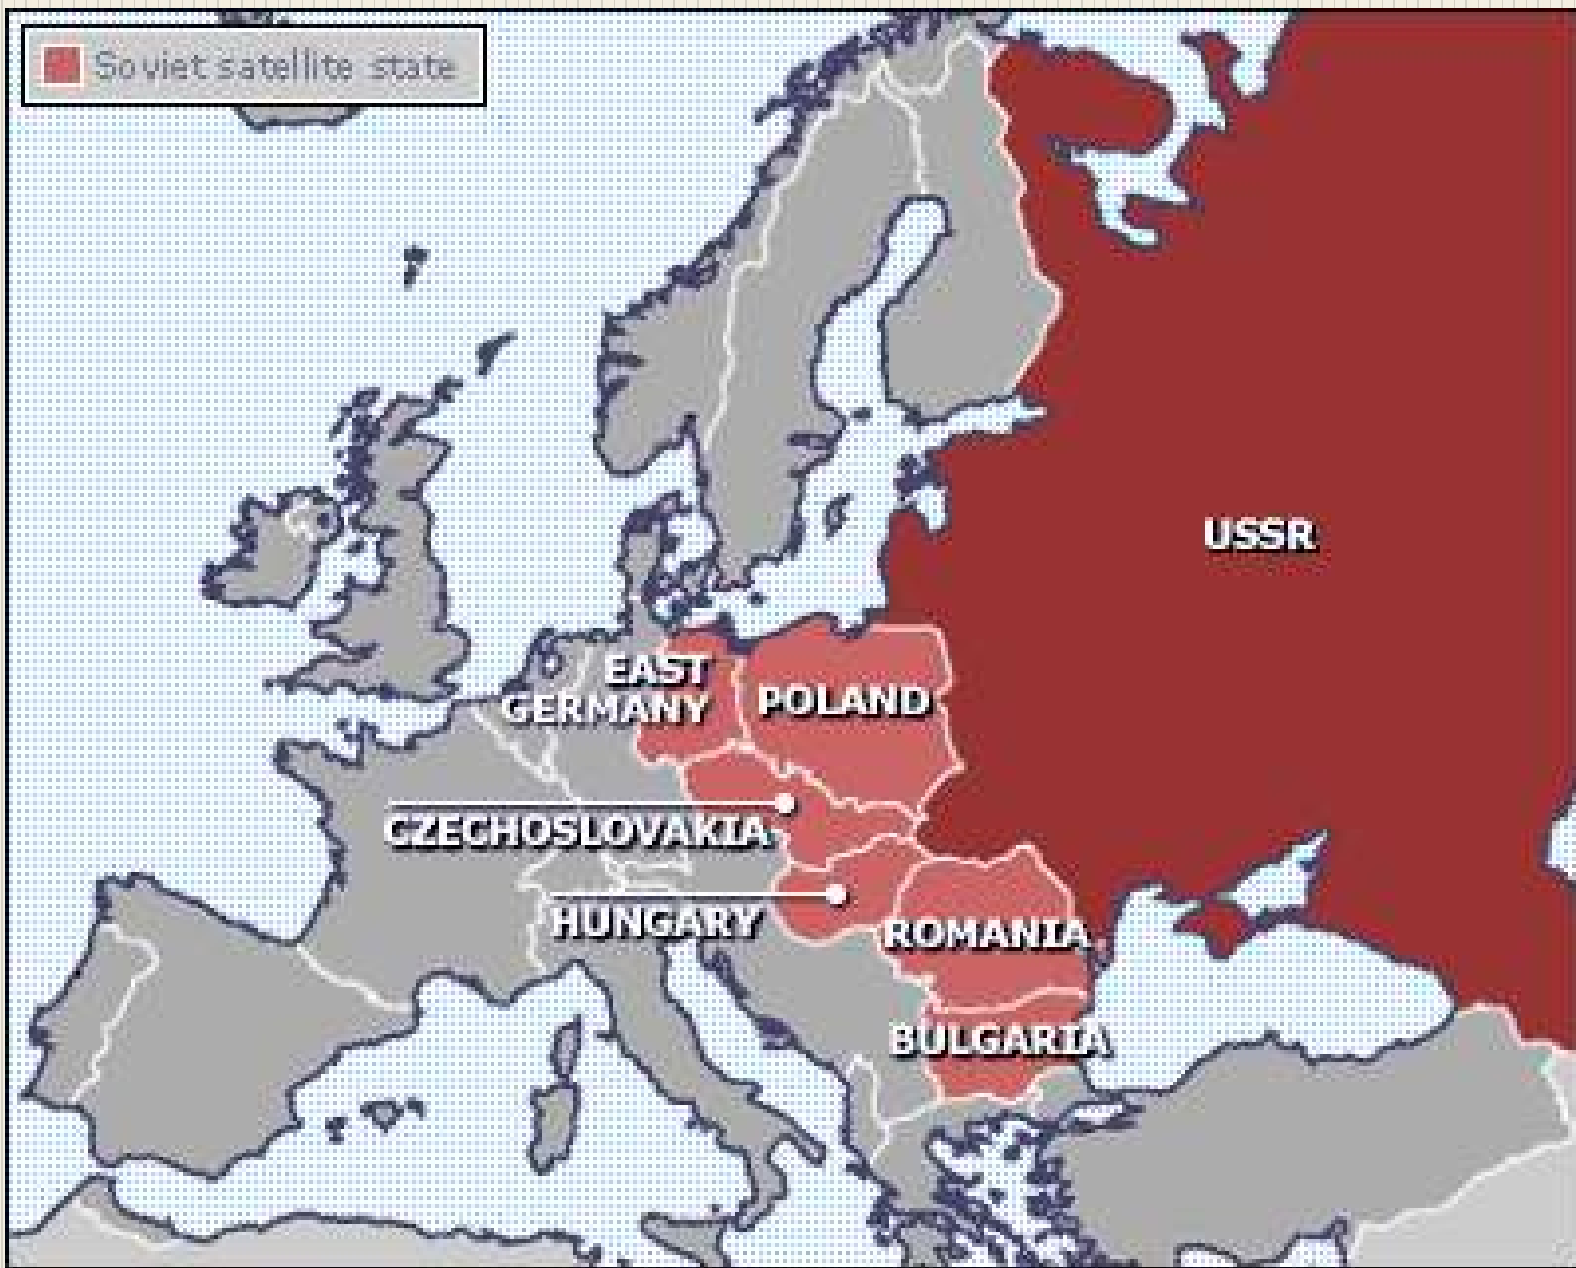 Soviet satellite state
USSR
EAST
GERMANY
POLAND
CZECHOSLOVAKIA
HUNGARY
ROMANIA
BULGARIA